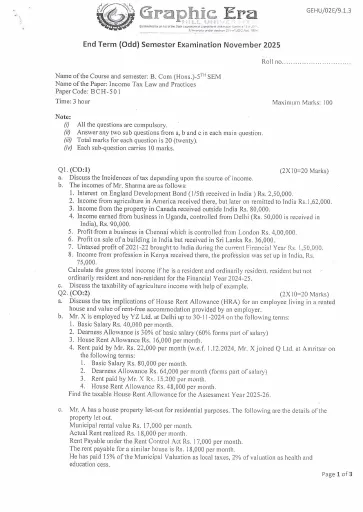 GEHU/02E/9.1.3
Graphic Era
HILL UNIVERSITY
End Term (Odd) Semester Examination November 2025
Roll no..............................
Name of the Course and semester: B. Com (Hons.)-5TH SEM
Name of the Paper: Income Tax Law and Practices
Paper Code: BCH-501
Time: 3 hour Maximum Marks: 100
Note:
(i) All the questions are compulsory.
(ii) Answer any two sub questions from a, b and c in each main question.
(iii) Total marks for each question is 20 (twenty).
(iv) Each sub-question carries 10 marks.
Q1. (CO:1) (2X10=20 Marks)
a. Discuss the Incidences of tax depending upon the source of income.
b. The incomes of Mr. Sharma are as follows:
1. Interest on England Development Bond (1/5th received in India) Rs. 2,50,000.
2. Income from agriculture in America received there, but later on remitted to India Rs.1,62,000.
3. Income from the property in Canada received outside India Rs. 80,000.
4. Income earned from business in Uganda, controlled from Delhi (Rs. 50,000 is received in
India), Rs. 90,000.
5. Profit from a business in Chennai which is controlled from London Rs. 4,00,000.
6. Profit on sale of a building in India but received in Sri Lanka Rs. 36,000.
7. Untaxed profit of 2021-22 brought to India during the current Financial Year Rs. 1,50,000.
8. Income from profession in Kenya received there, the profession was set up in India, Rs.
75,000.
Calculate the gross total income if he is a resident and ordinarily resident, resident but not
ordinarily resident and non-resident for the Financial Year 2024-25.
c. Discuss the taxability of agriculture income with help of example.
Q2. (CO:2) (2X10=20 Marks)
a. Discuss the tax implications of House Rent Allowance (HRA) for an employee living in a rented
house and value of rent-free accommodation provided by an employer.
b. Mr. X is employed by YZ Ltd. at Delhi up to 30-11-2024 on the following terms:
1. Basic Salary Rs. 40,000 per month.
2. Dearness Allowance is 50% of basic salary (60% forms part of salary)
3. House Rent Allowance Rs. 16,000 per month.
4. Rent paid by Mr. Rs. 22,000 per month (w.e.f. 1.12.2024, Mr. X joined Q Ltd. at Amritsar on
the following terms:
1. Basic Salary Rs. 80,000 per month.
2. Dearness Allowance Rs. 64,000 per month (forms part of salary)
3. Rent paid by Mr. X Rs. 15,200 per month.
4. House Rent Allowance Rs. 48,000 per month.
Find the taxable House Rent Allowance for the Assessment Year 2025-26.
c. Mr. A has a house property let-out for residential purposes. The following are the details of the
property let out.
Municipal rental value Rs. 17,000 per month.
Actual Rent realized Rs. 18,000 per month.
Rent Payable under the Rent Control Act Rs. 17,000 per month.
The rent payable for a similar house is Rs. 18,000 per month.
He has paid 15% of the Municipal Valuation as local taxes, 2% of valuation as health and
education cess.
Page 1 of 3